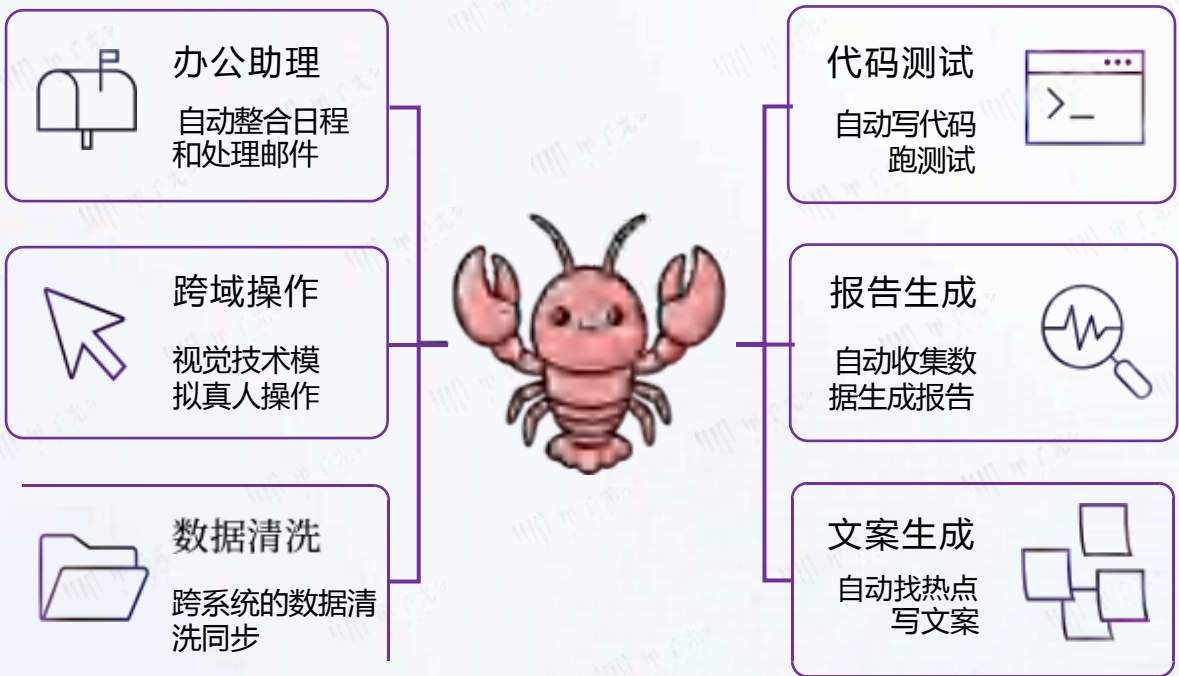 办公助理
自动整合日程
和处理邮件
跨域操作
视觉技术模
拟真人操作
数据清洗
跨系统的数据清
洗同步
代码测试
自动写代码
跑测试
报告生成
自动收集数
据生成报告
文案生成
自动找热点
写文案